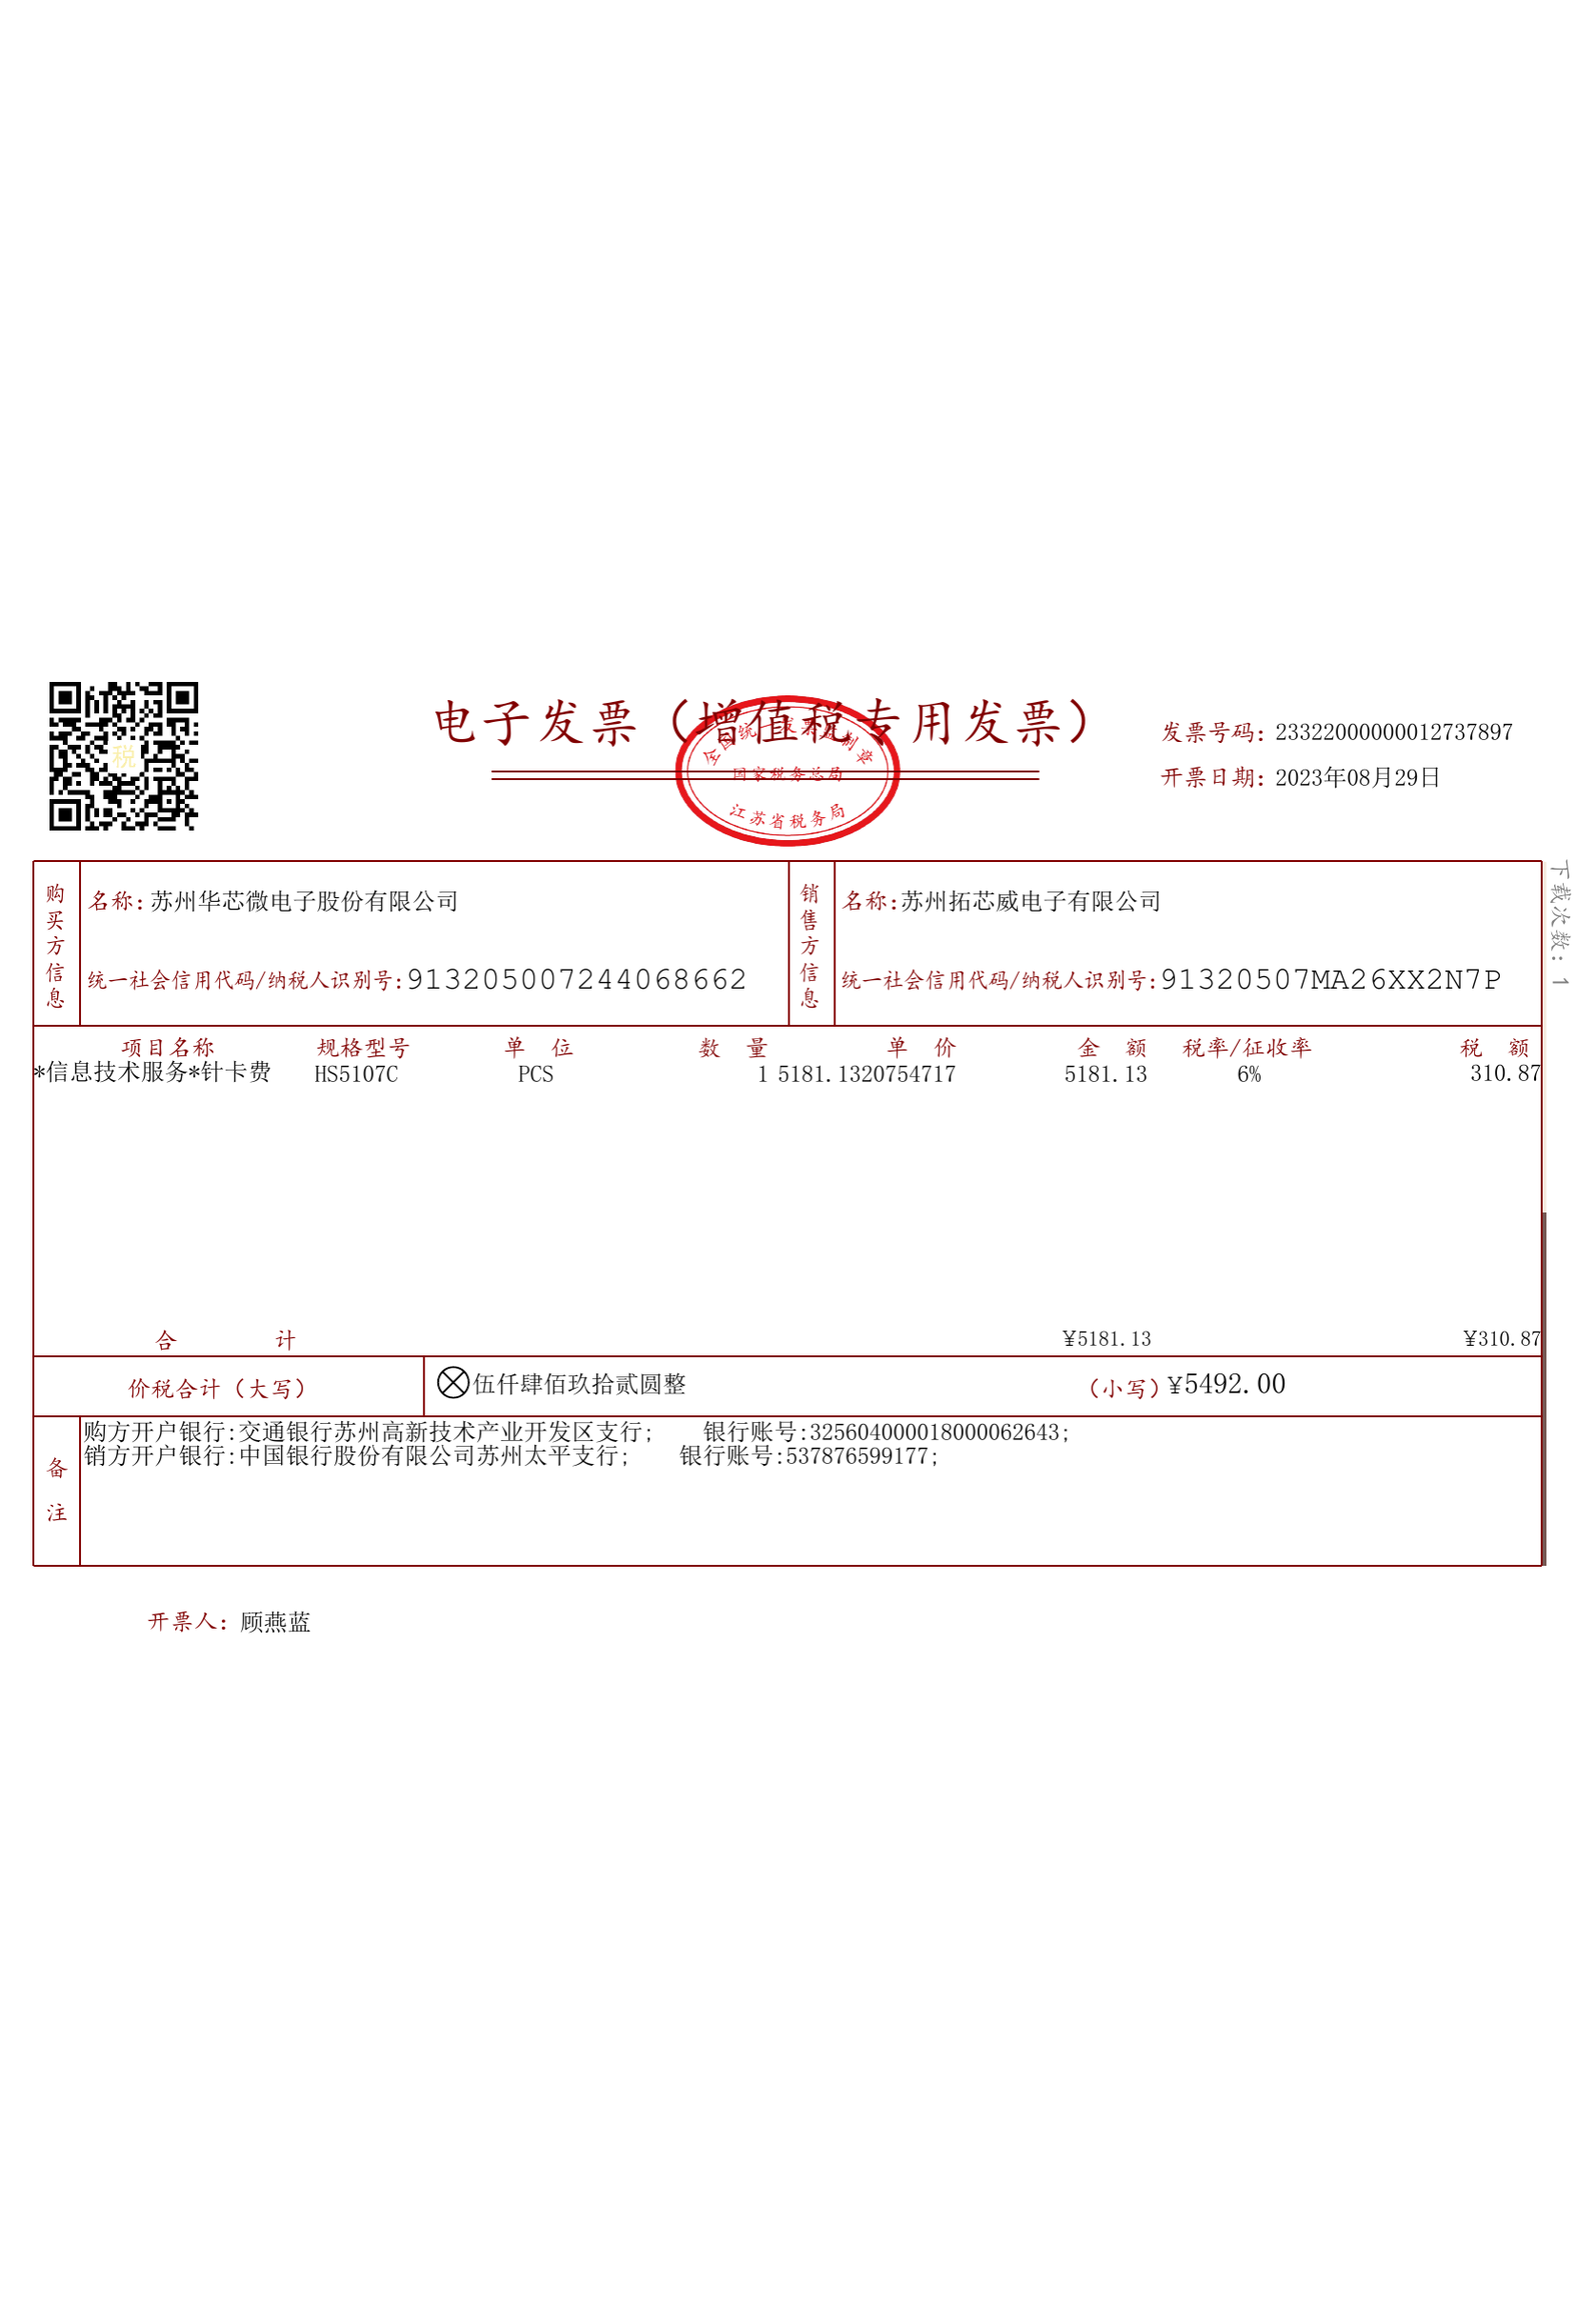 税
电子发票（增值税专用发票）
全国统一发票监制章
国家税务总局
江苏省税务局
发票号码：23322000000012737897
开票日期：2023年08月29日
下载次数：1
购买方信息
名称：苏州华芯微电子股份有限公司
统一社会信用代码/纳税人识别号：913205007244068662
销售方信息
名称：苏州拓芯威电子有限公司
统一社会信用代码/纳税人识别号：91320507MA26XX2N7P
项目名称 规格型号 单 位 数 量 单 价 金 额 税率/征收率 税 额
*信息技术服务*针卡费 HS5107C PCS 1 5181.1320754717 5181.13 6% 310.87
合 计 ¥5181.13 ¥310.87
价税合计（大写） ⊗伍仟肆佰玖拾贰圆整 （小写）¥5492.00
备注
购方开户银行:交通银行苏州高新技术产业开发区支行; 银行账号:325604000018000062643;
销方开户银行:中国银行股份有限公司苏州太平支行; 银行账号:537876599177;
开票人：顾燕蓝